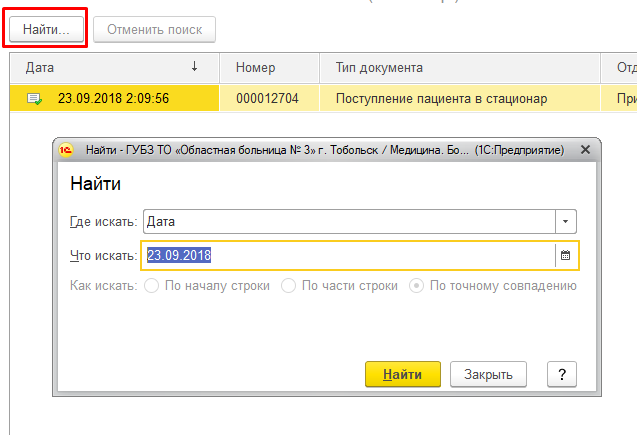 Найти... Отменить поиск
Дата ↓ Номер Тип документа
23.09.2018 2:09:56 000012704 Поступление пациента в стационар
1С Найти - ГУБЗ ТО «Областная больница № 3» г. Тобольск / Медицина. Бо... (1С:Предприятие)
Найти
Где искать: Дата
Что искать: 23.09.2018
Как искать: По началу строки По части строки По точному совпадению
Найти Закрыть ?